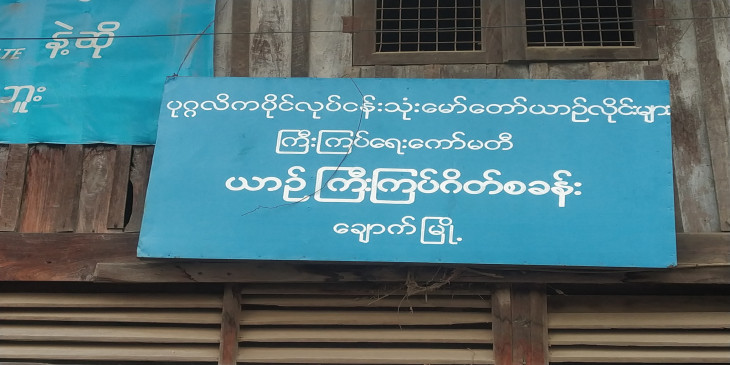 TE
နဲ့ဆို
ဘူး
ပုဂ္ဂလိကပိုင်လုပ်ငန်းသုံးမော်တော်ယာဉ်လိုင်းများ
ကြီးကြပ်ရေးကော်မတီ
ယာဉ် ကြီးကြပ်ဂိတ်စခန်း
ချောက်မြို့